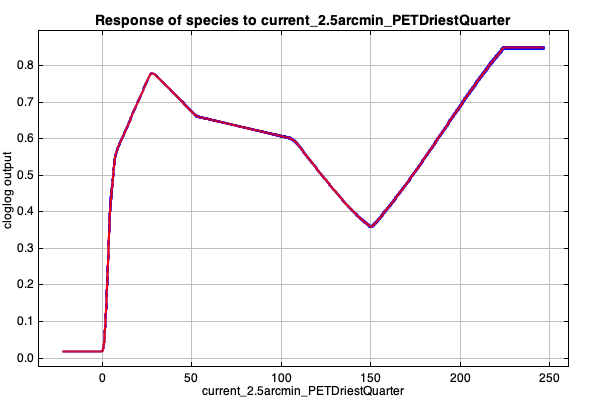 Response of species to current_2.5arcmin_PETDriestQuarter
cloglog output
0.8
0.7
0.6
0.5
0.4
0.3
0.2
0.1
0.0
0 50 100 150 200 250
current_2.5arcmin_PETDriestQuarter